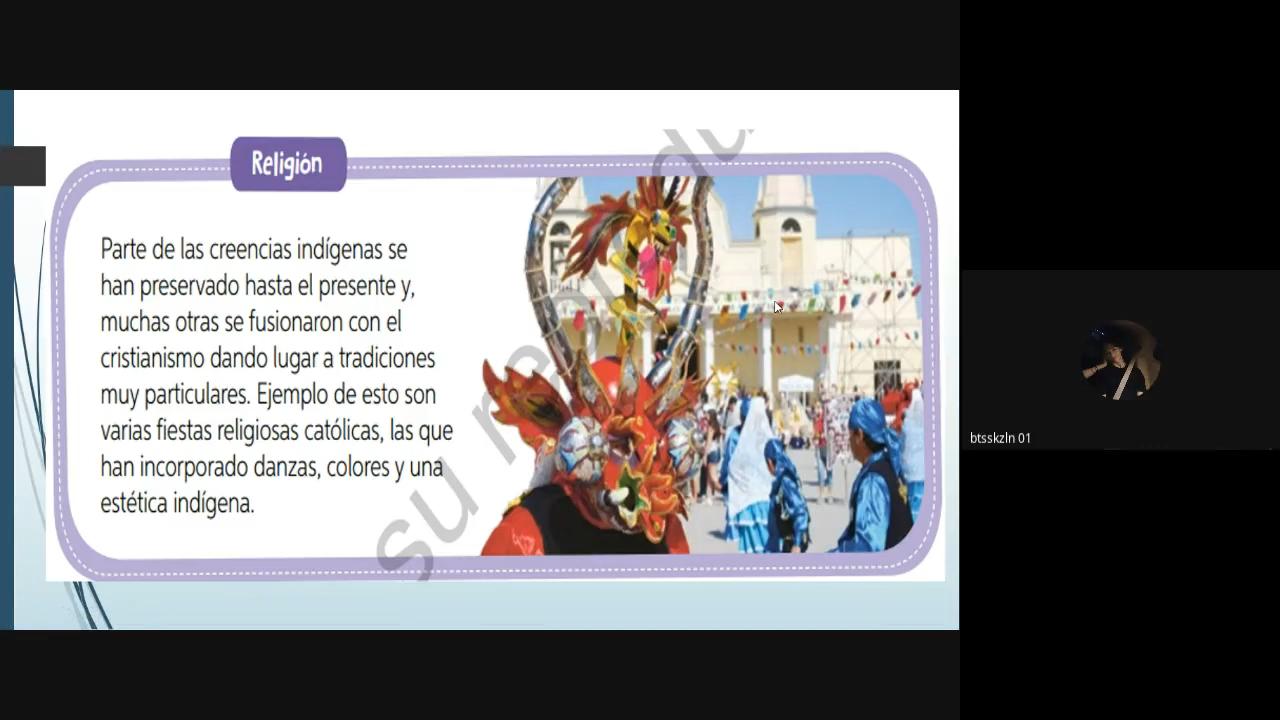 Religión
Parte de las creencias indígenas se
han preservado hasta el presente y,
muchas otras se fusionaron con el
cristianismo dando lugar a tradiciones
muy particulares. Ejemplo de esto son
varias fiestas religiosas católicas, las que
han incorporado danzas, colores y una
estética indígena.
su
btsskzln 01